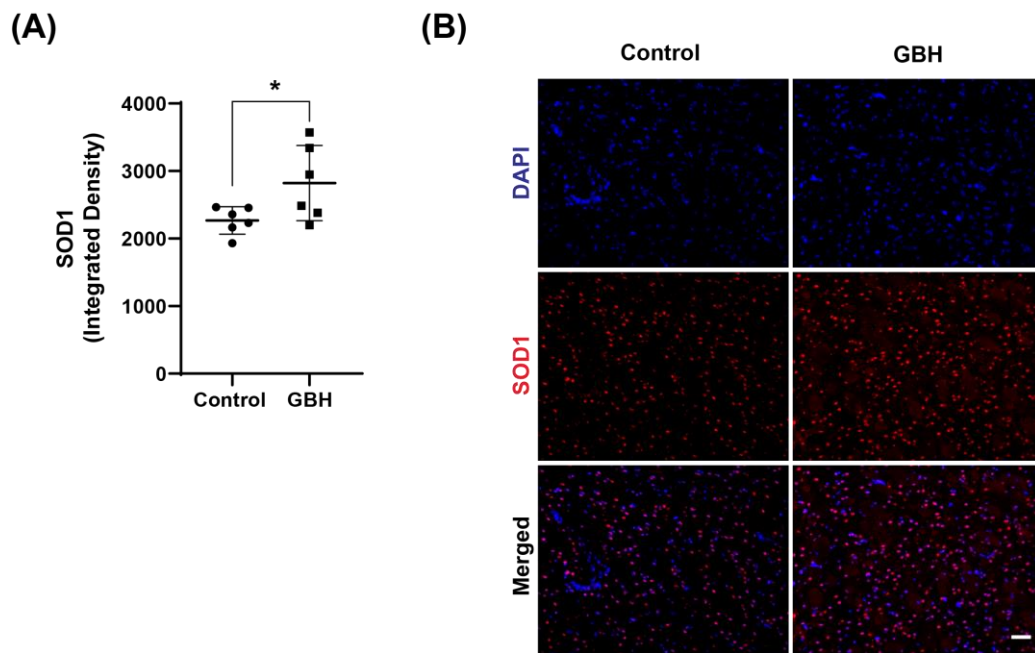 (A)
*
4000
3000
2000
1000
0
SOD1
(Integrated Density)
Control GBH
(B)
Control GBH
DAPI
SOD1
Merged